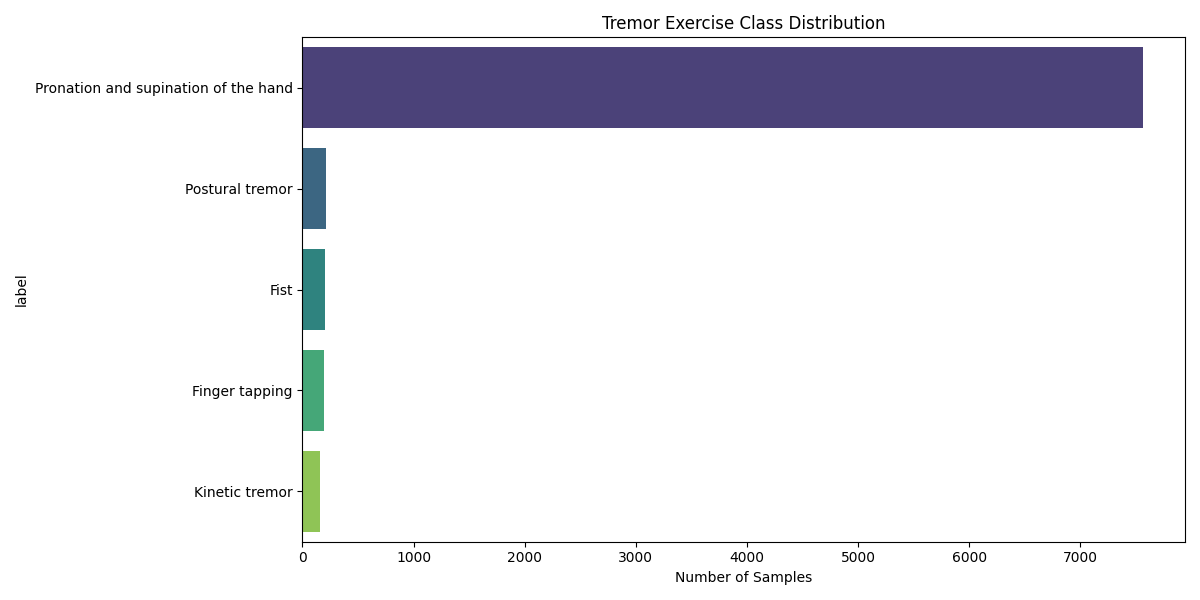 Tremor Exercise Class Distribution
Pronation and supination of the hand
Postural tremor
Fist
Finger tapping
Kinetic tremor
label
0 1000 2000 3000 4000 5000 6000 7000
Number of Samples